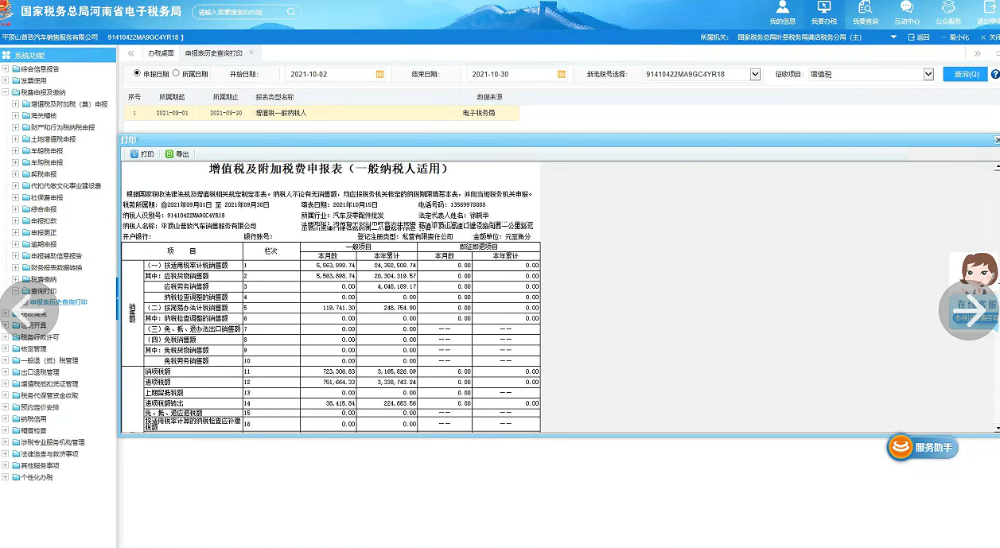 国家税务总局河南省电子税务局
请输入需要搜索的内容
我的信息 我要办税 我要查询 互动中心 公众服务
平顶山普致汽车销售服务有限公司 91410422MA9GC4YR18 】
所属机关： 国家税务总局叶县税务局龚店税务分局（主） 返回 最小化
系统功能
办税桌面 申报表历史查询打印
综合信息报告
发票使用
税费申报及缴纳
增值税及附加税（费）申报
海关稽核
财产和行为税纳税申报
土地增值税申报
车船税申报
车购税申报
契税申报
代扣代缴文化事业建设费
社保费申报
综合申报
申报扣款
申报更正
逾期申报
申报辅助信息报告
财务报表数据转换
税费缴纳
查询打印
申报表历史查询打印
证明开具
税务行政许可
核定管理
一般退（抵）税管理
出口退税管理
增值税抵扣凭证管理
税务代保管资金收取
预约定价安排
纳税信用
稽查检查
涉税专业服务机构管理
法律追责与救济事项
其他服务事项
个性化办税
申报日期 所属日期 开始日期： 2021-10-02 结束日期： 2021-10-30 新老税号选择： 91410422MA9GC4YR18 征收项目： 增值税 查询(Q)
序号 所属期起 所属期止 报表类型名称 数据来源
1 2021-09-01 2021-09-30 增值税一般纳税人 电子税务局
打印
打印 导出
增值税及附加税费申报表（一般纳税人适用）
根据国家税收法律法规及增值税相关规定制定本表。纳税人不论有无销售额，均应按税务机关核定的纳税期限填写本表，并向当地税务机关申报。
税款所属期：自2021年09月01日 至 2021年09月30日 填表日期：2021年10月15日 电话号码：13569978888
纳税人识别号：91410422MA9GC4YR18 所属行业：汽车及零配件批发 法定代表人姓名：徐晓华
纳税人名称：平顶山普致汽车销售服务有限公司
开户银行： 银行账号： 登记注册类型：私营有限责任公司 金额单位：元至角分
项 目 栏次 一般项目 即征即退项目
本月数 本年累计 本月数 本年累计
销售额
（一）按适用税率计税销售额 1 5,563,898.74 24,352,508.74 0.00 0.00
其中：应税货物销售额 2 5,563,898.74 20,304,319.57 0.00 0.00
应税劳务销售额 3 0.00 4,048,189.17 0.00 0.00
纳税检查调整的销售额 4 0.00 0.00 0.00 0.00
（二）按简易办法计税销售额 5 119,741.30 248,754.90 0.00 0.00
其中：纳税检查调整的销售额 6 0.00 0.00 0.00 0.00
（三）免、抵、退办法出口销售额 7 0.00 0.00 —— ——
（四）免税销售额 8 0.00 0.00 —— ——
其中：免税货物销售额 9 0.00 0.00 —— ——
免税劳务销售额 10 0.00 0.00 —— ——
销项税额 11 723,306.83 3,165,826.09 0.00 0.00
进项税额 12 751,664.33 3,338,743.24 0.00 0.00
上期留抵税额 13 0.00 0.00 0.00 ——
进项税额转出 14 38,415.84 224,883.56 0.00 0.00
免、抵、退应退税额 15 0.00 0.00 —— ——
按适用税率计算的纳税检查应补缴税额 16 0.00 0.00 —— ——
在线客服
服务助手